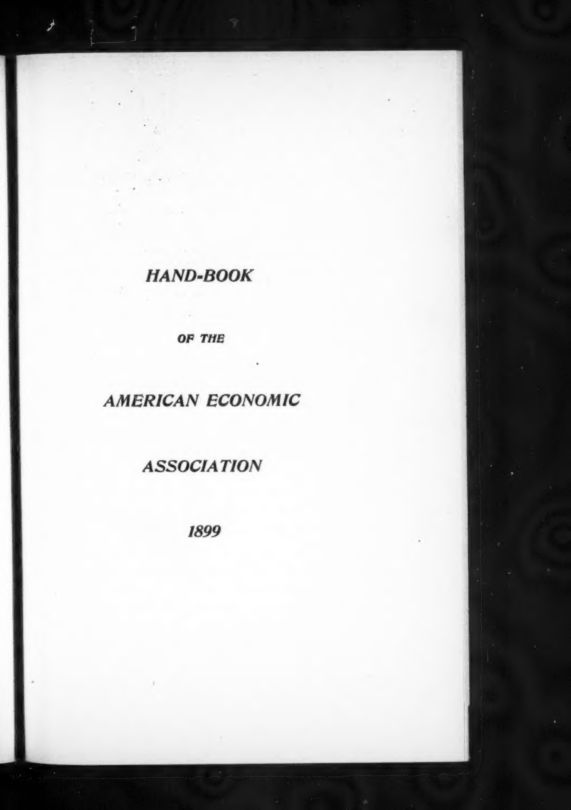 HAND-BOOK
OF THE
AMERICAN ECONOMIC
ASSOCIATION
1899